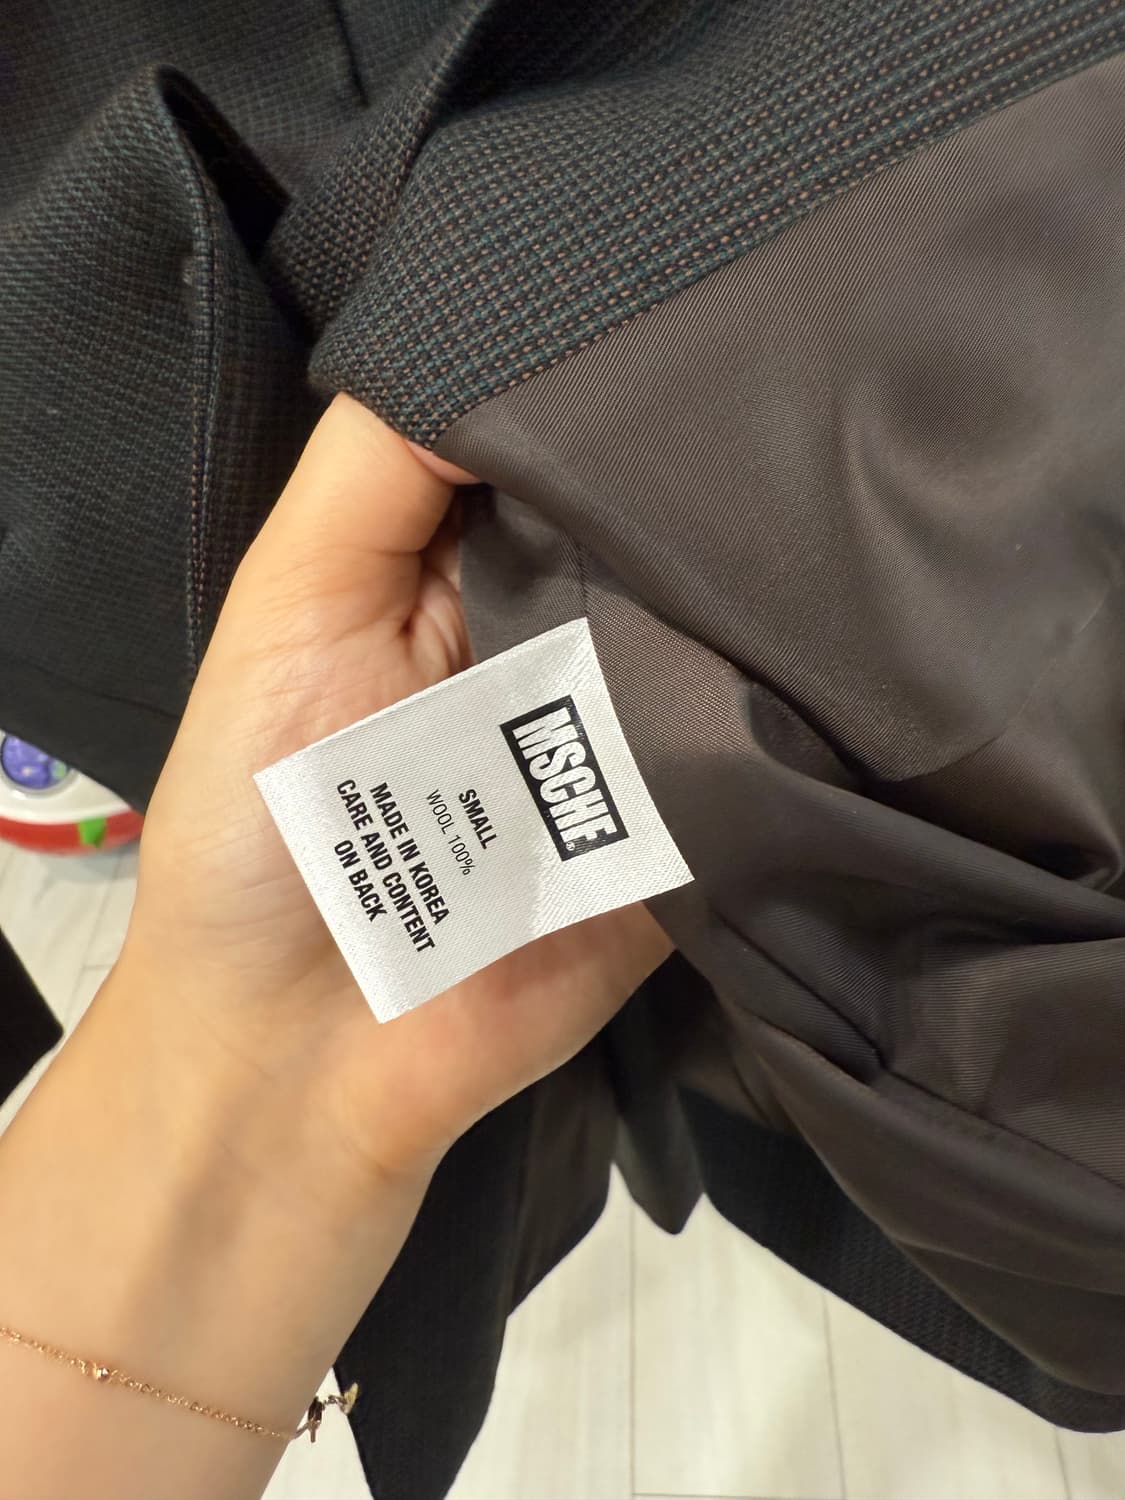 MSCHF®
SMALL
WOOL 100%
MADE IN KOREA
CARE AND CONTENT
ON BACK